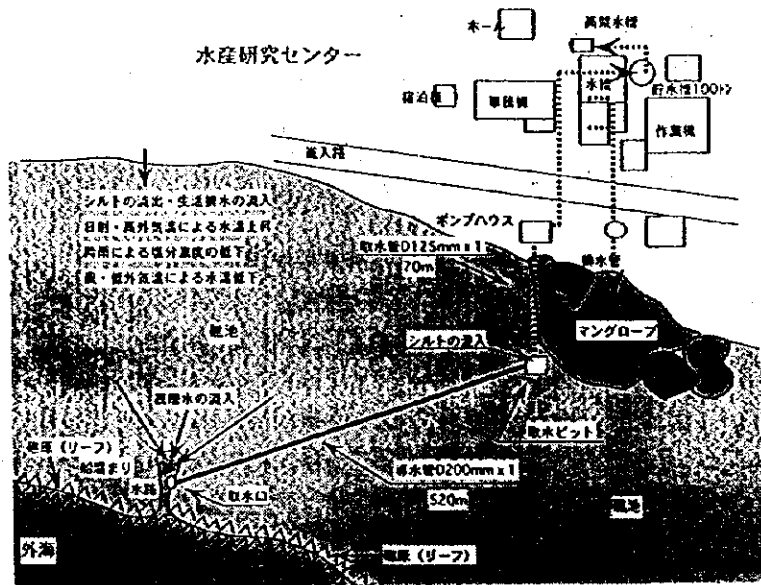 ホール
高架水槽
水産研究センター
水槽
貯水槽100トン
宿泊棟
作業棟
進入路
シルトの流出・生活排水の流入
ポンプハウス
日射・高外気温による水温上昇
取水管D125mm x 1
70m
降雨による塩分濃度の低下
夜・低外気温による水温低下
排水管
マングローブ
シルトの流入
礁池
表層水の流入
取水ピット
礁原(リーフ)
船溜まり
水路
取水口
導水管D200mm x 1
520m
礁池
外海
礁原(リーフ)